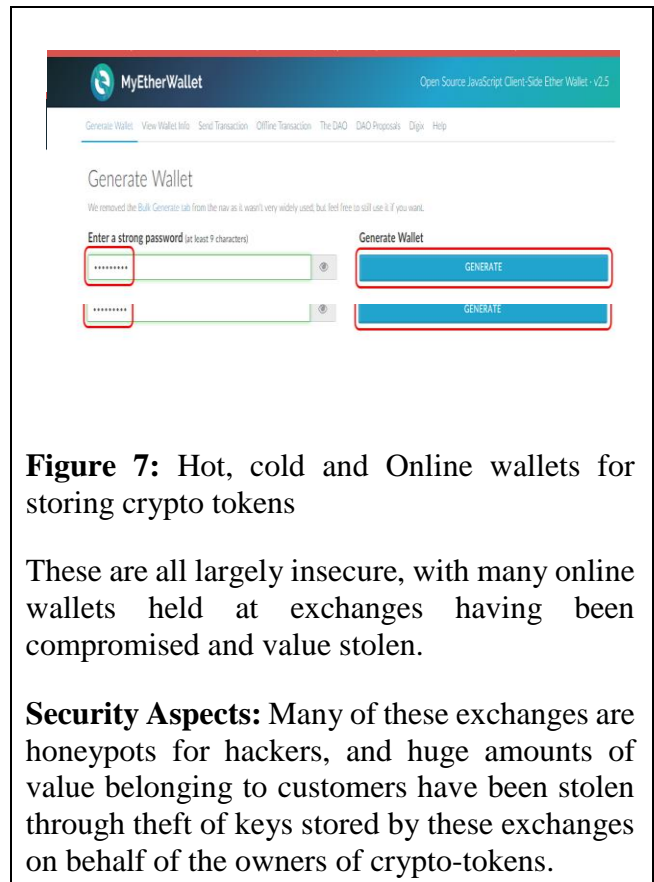 MyEtherWallet
Open Source JavaScript Client-Side Ether Wallet - v2.5
Generate Wallet View Wallet Info Send Transaction Offline Transaction The DAO DAO Proposals Digix Help
Generate Wallet
We removed the Bulk Generate tab from the nav as it wasn't very widely used, but feel free to still use it if you want.
Enter a strong password (at least 9 characters)
Generate Wallet
GENERATE
GENERATE
Figure 7: Hot, cold and Online wallets for
storing crypto tokens
These are all largely insecure, with many online
wallets held at exchanges having been
compromised and value stolen.
Security Aspects: Many of these exchanges are
honeypots for hackers, and huge amounts of
value belonging to customers have been stolen
through theft of keys stored by these exchanges
on behalf of the owners of crypto-tokens.